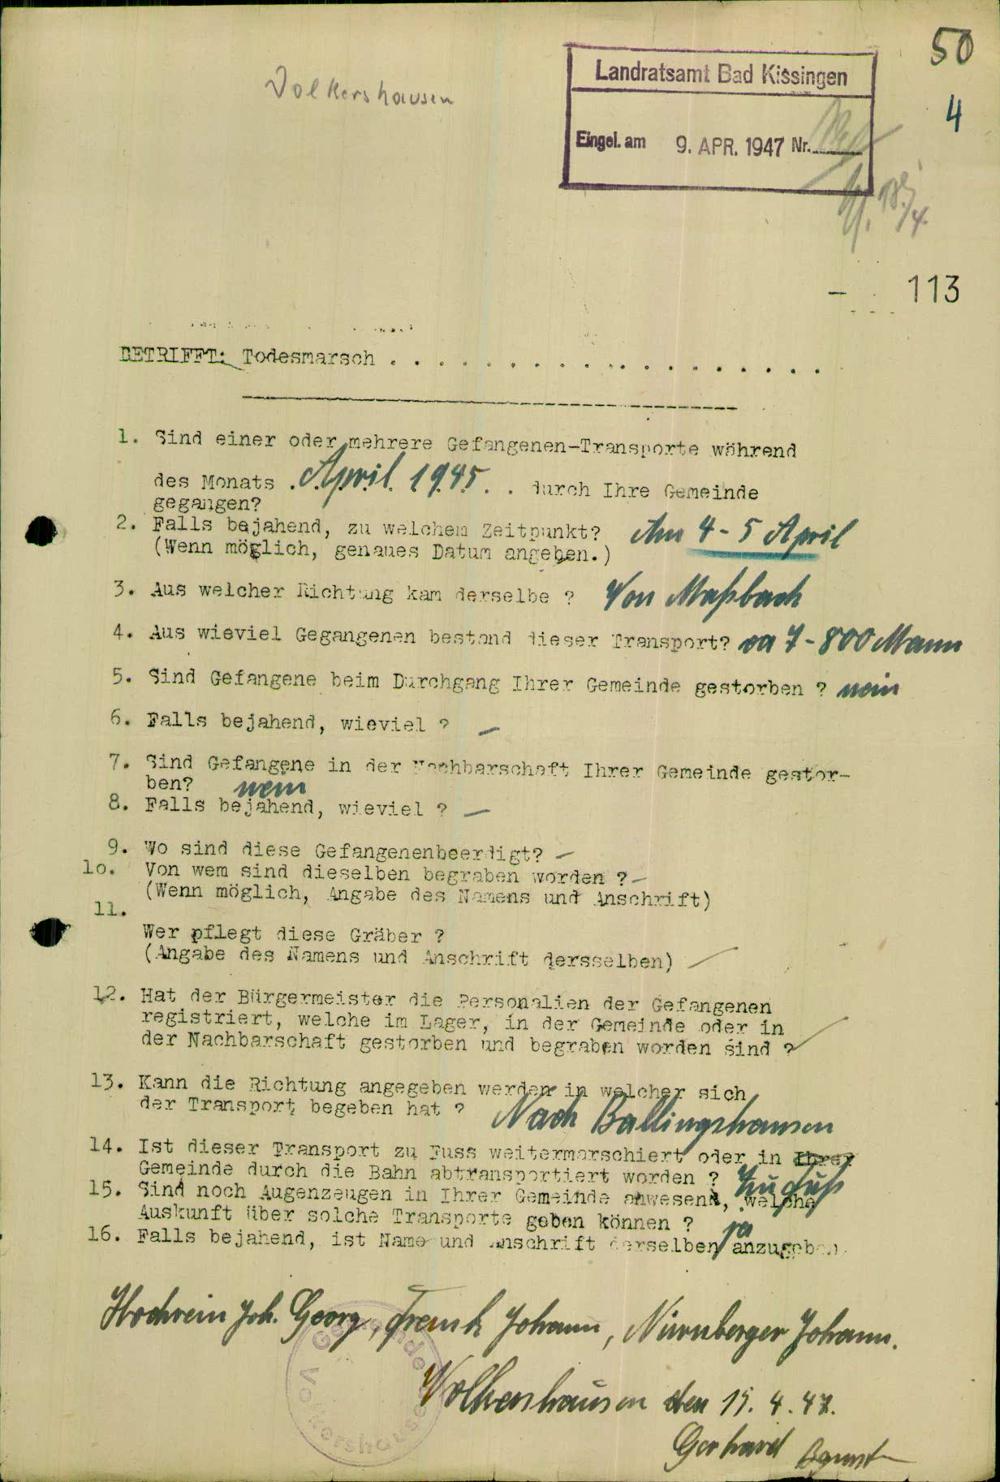 50
Volkershausen
Landratsamt Bad Kissingen
4
Eingel. am 9. APR. 1947 Nr.
- 113
BETRIFFT: Todesmarsch . . . . . . . . . . . . . . . . . . .
1. Sind einer oder mehrere Gefangenen-Transporte während
des Monats . April 1945 . . durch Ihre Gemeinde
gegangen?
2. Falls bejahend, zu welchem Zeitpunkt? Am 4 - 5 April
(Wenn möglich, genaues Datum angeben.)
3. Aus welcher Richtung kam derselbe ? Von Maßbach
4. Aus wieviel Gegangenen bestand dieser Transport? ca 7 - 800 Mann
5. Sind Gefangene beim Durchgang Ihrer Gemeinde gestorben ? nein
6. Falls bejahend, wieviel ? —
7. Sind Gefangene in der Nachbarschaft Ihrer Gemeinde gestor-
ben? nein
8. Falls bejahend, wieviel ? —
9. Wo sind diese Gefangenenbeerdigt? —
10. Von wem sind dieselben begraben worden ? —
(Wenn möglich, Angabe des Namens und Anschrift)
11.
Wer pflegt diese Gräber ?
(Angabe des Namens und Anschrift dersselben) —
12. Hat der Bürgermeister die Personalien der Gefangenen
registriert, welche im Lager, in der Gemeinde oder in
der Nachbarschaft gestorben und begraben worden sind ?
13. Kann die Richtung angegeben werden in welcher sich
der Transport begeben hat ? Nach Ballingshausen
14. Ist dieser Transport zu Fuss weitermarschiert oder in Ihrer
Gemeinde durch die Bahn abtransportiert worden ? Zu Fuß
15. Sind noch Augenzeugen in Ihrer Gemeinde anwesend, welche
Auskunft über solche Transporte geben können ? ja
16. Falls bejahend, ist Name und Anschrift derselben anzugeben.
Hochrein Joh. Georg, Frank Johann, Nürnberger Johann.
Gemeinde Volkershausen
Volkershausen den 15. 4. 47.
Gerhard